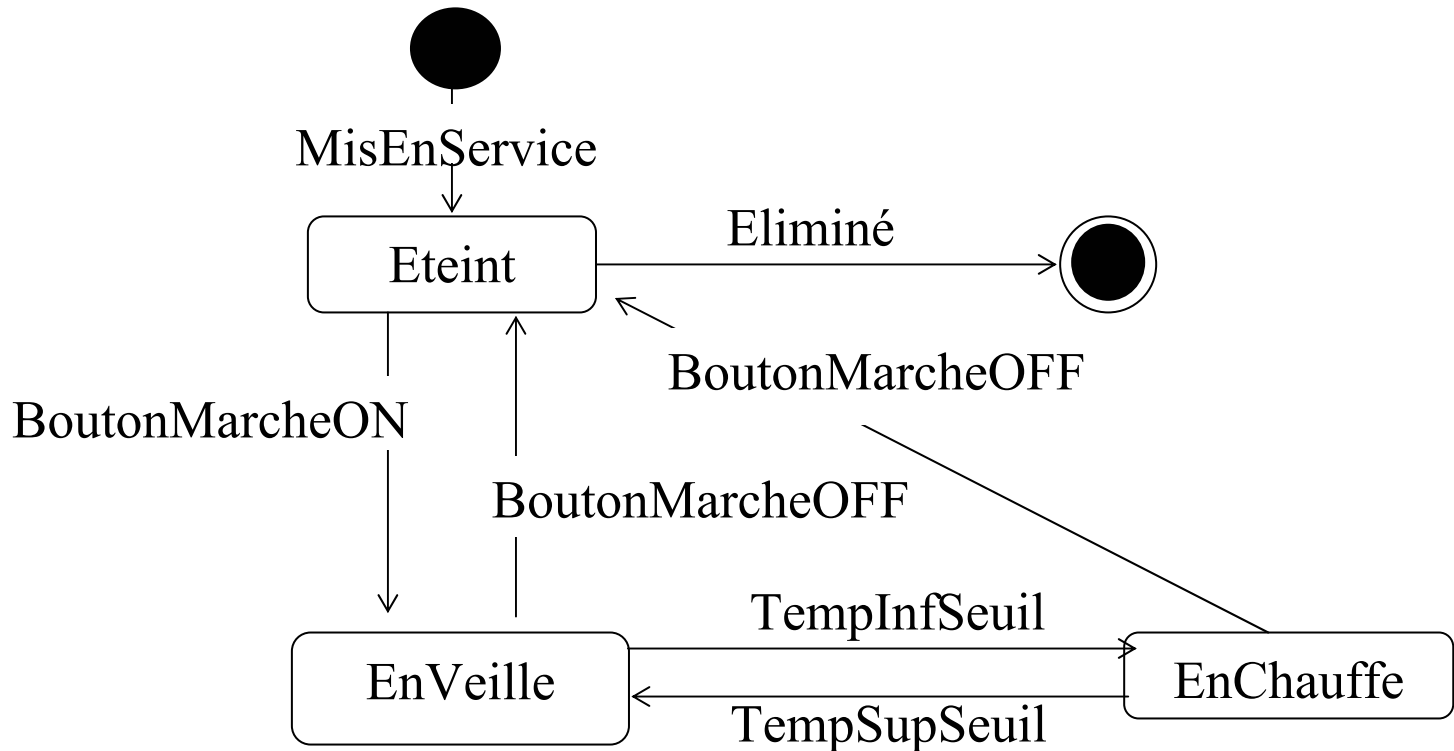 MisEnService
Eliminé
Eteint
BoutonMarcheOFF
BoutonMarcheON
BoutonMarcheOFF
TempInfSeuil
EnVeille
EnChauffe
TempSupSeuil